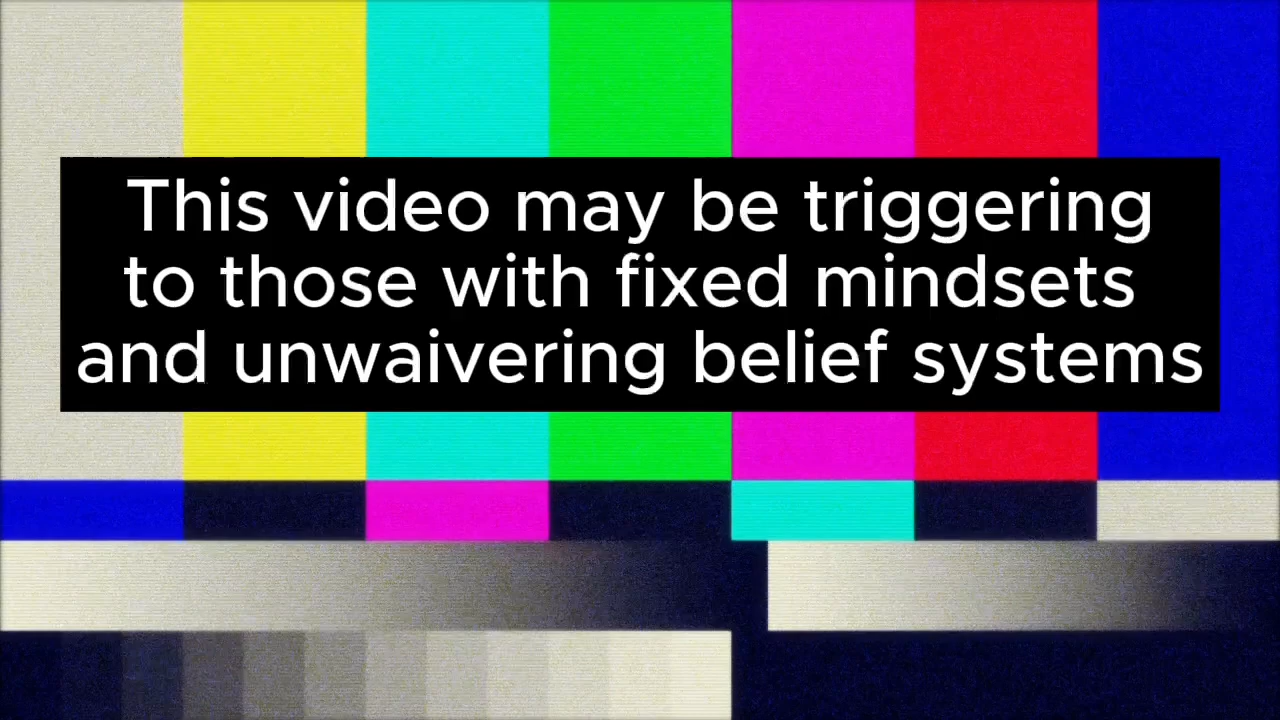 This video may be triggering
to those with fixed mindsets
and unwaivering belief systems